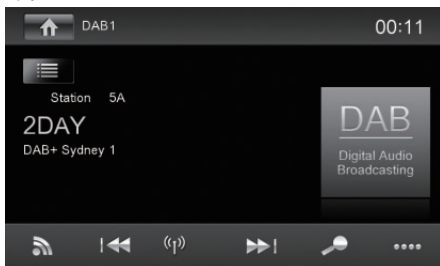 DAB1
00:11
Station 5A
2DAY
DAB+ Sydney 1
DAB
Digital Audio
Broadcasting